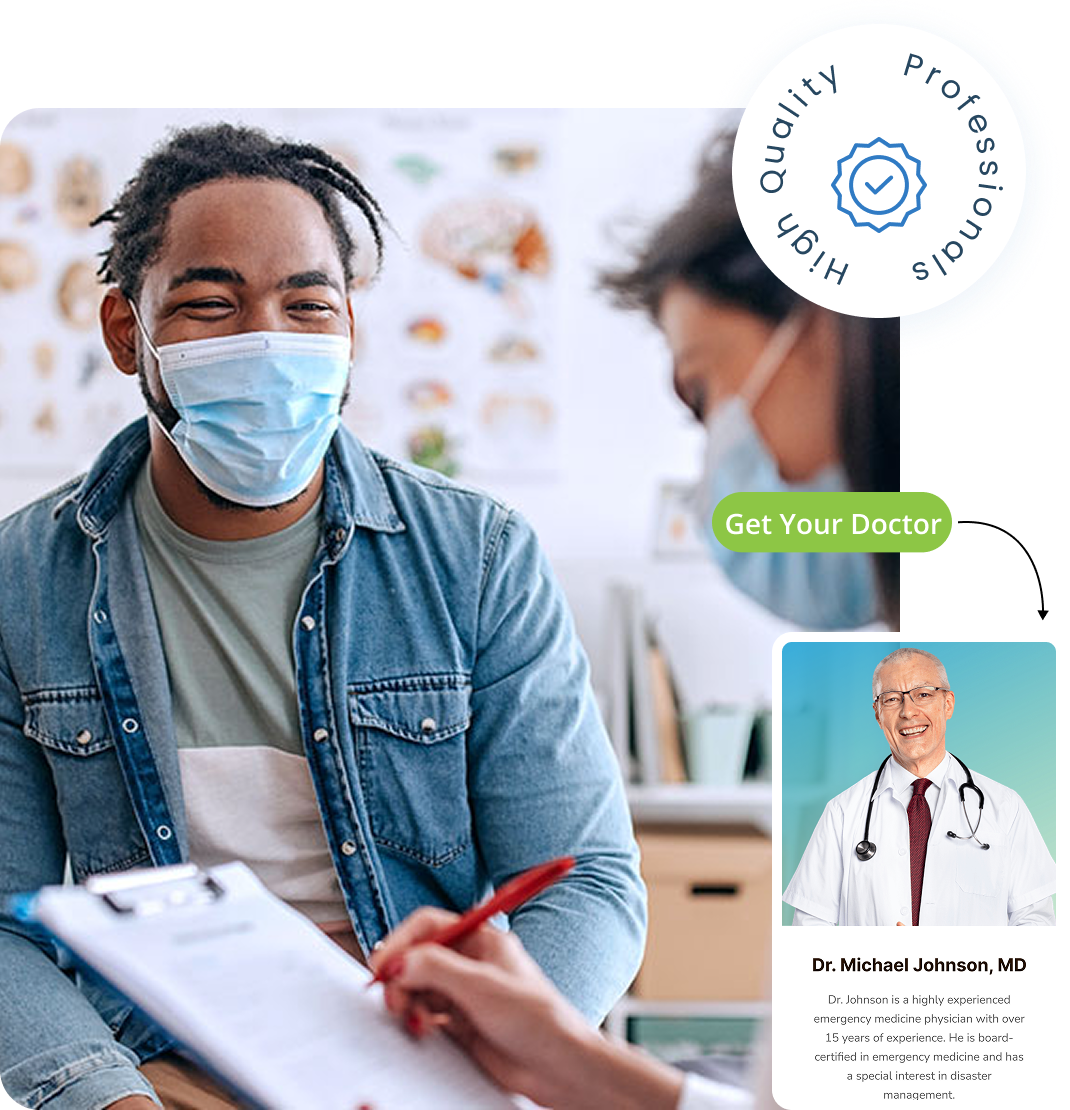 High Quality Professionals
Get Your Doctor
Dr. Michael Johnson, MD
Dr. Johnson is a highly experienced
emergency medicine physician with over
15 years of experience. He is board-
certified in emergency medicine and has
a special interest in disaster
management.